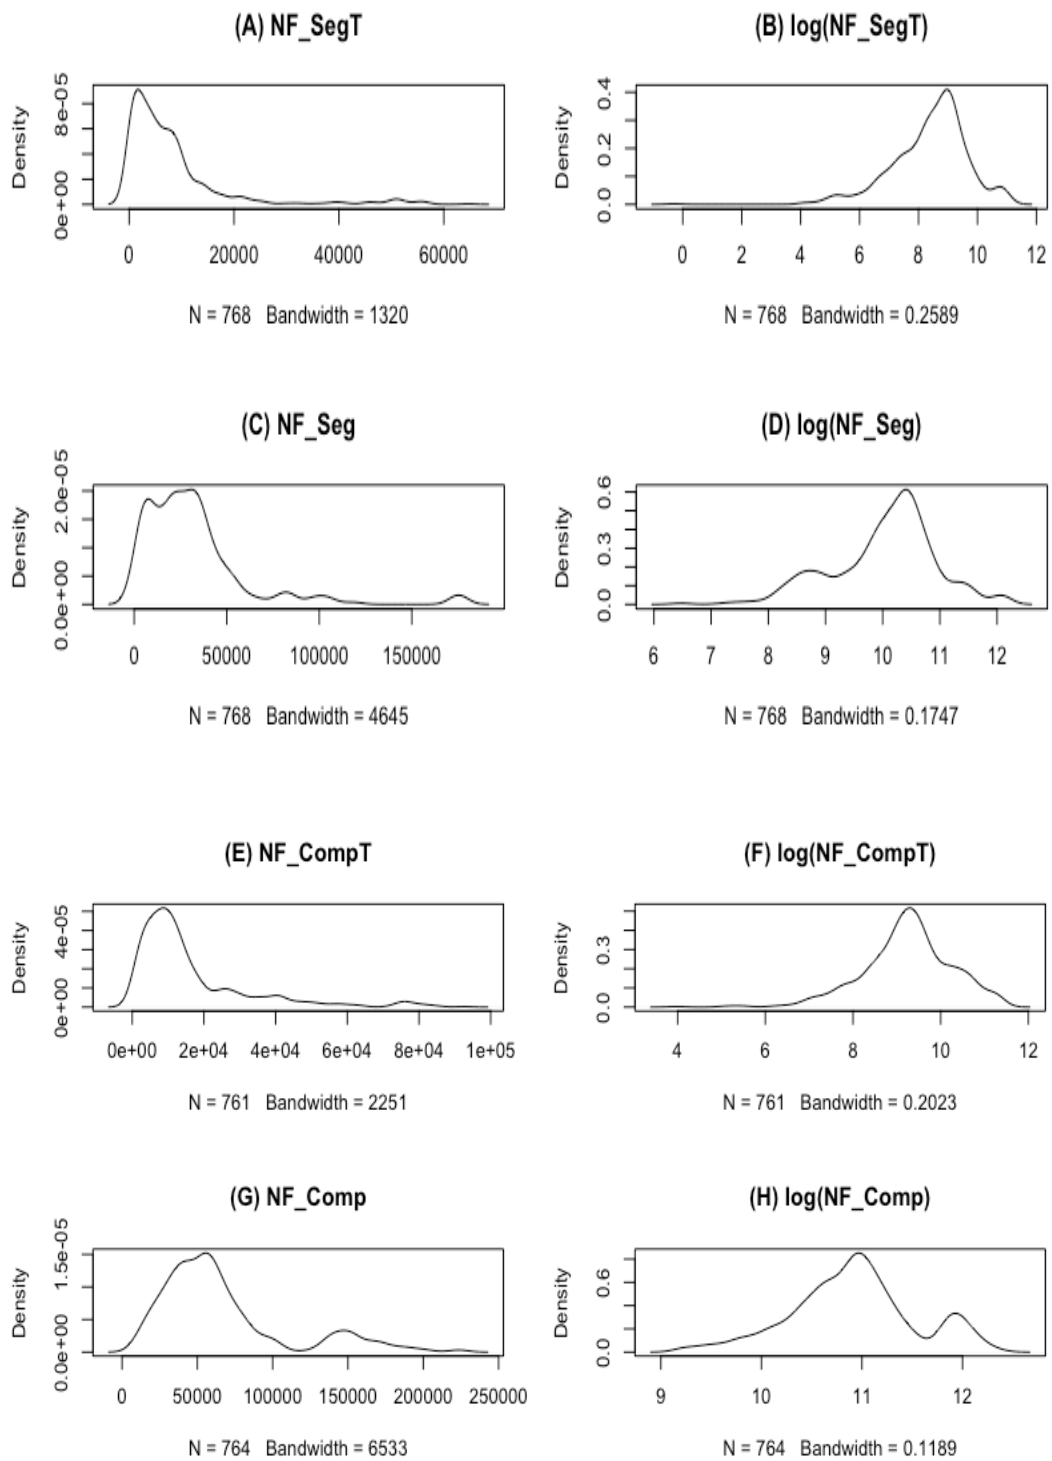 (A) NF_SegT
Density
0e+00 8e-05
0 20000 40000 60000
N = 768 Bandwidth = 1320
(B) log(NF_SegT)
Density
0.0 0.2 0.4
0 2 4 6 8 10 12
N = 768 Bandwidth = 0.2589
(C) NF_Seg
Density
0.0e+00 2.0e-05
0 50000 100000 150000
N = 768 Bandwidth = 4645
(D) log(NF_Seg)
Density
0.0 0.3 0.6
6 7 8 9 10 11 12
N = 768 Bandwidth = 0.1747
(E) NF_CompT
Density
0e+00 4e-05
0e+00 2e+04 4e+04 6e+04 8e+04 1e+05
N = 761 Bandwidth = 2251
(F) log(NF_CompT)
Density
0.0 0.3
4 6 8 10 12
N = 761 Bandwidth = 0.2023
(G) NF_Comp
Density
0.0e+00 1.5e-05
0 50000 100000 150000 200000 250000
N = 764 Bandwidth = 6533
(H) log(NF_Comp)
Density
0.0 0.6
9 10 11 12
N = 764 Bandwidth = 0.1189